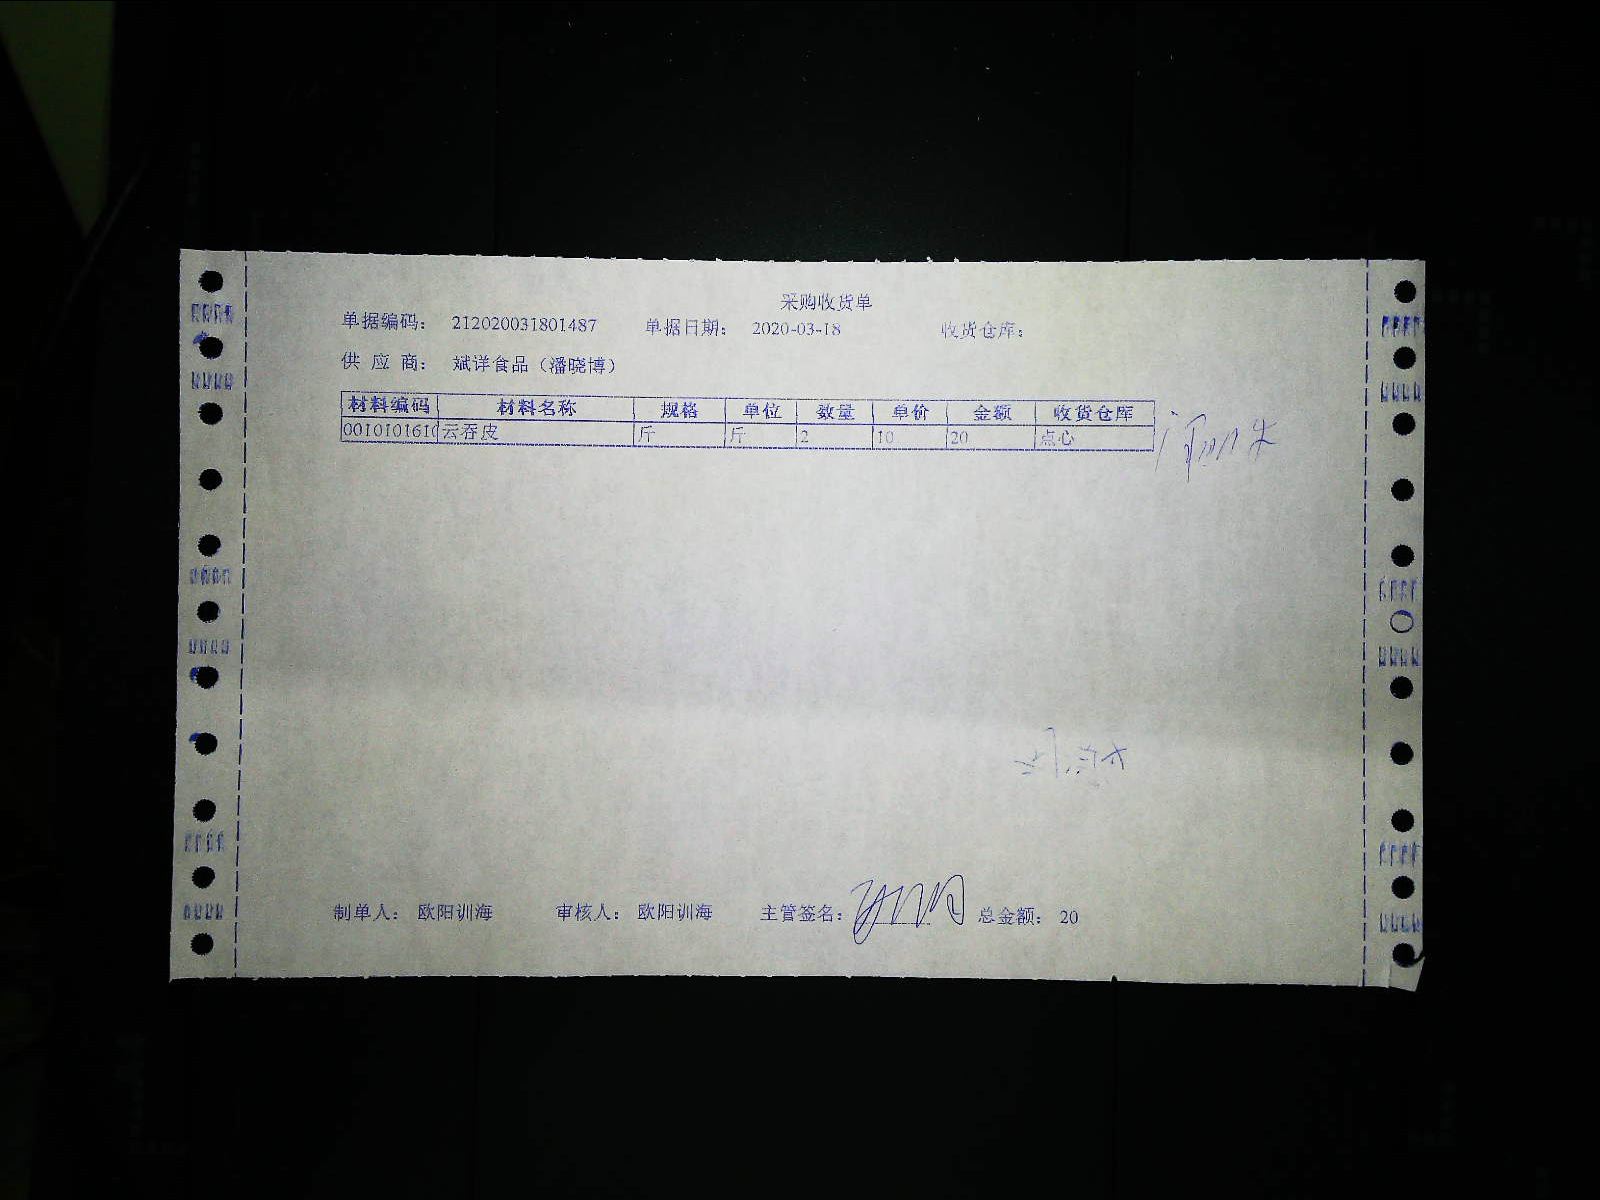 采购收货单
单据编码： 212020031801487 单据日期： 2020-03-18 收货仓库：
供 应 商： 斌洋食品（潘晓博）
材料编码 材料名称 规格 单位 数量 单价 金额 收货仓库
001010161 云吞皮 斤 斤 2 10 20 点心
制单人： 欧阳训海 审核人： 欧阳训海 主管签名： 总金额： 20